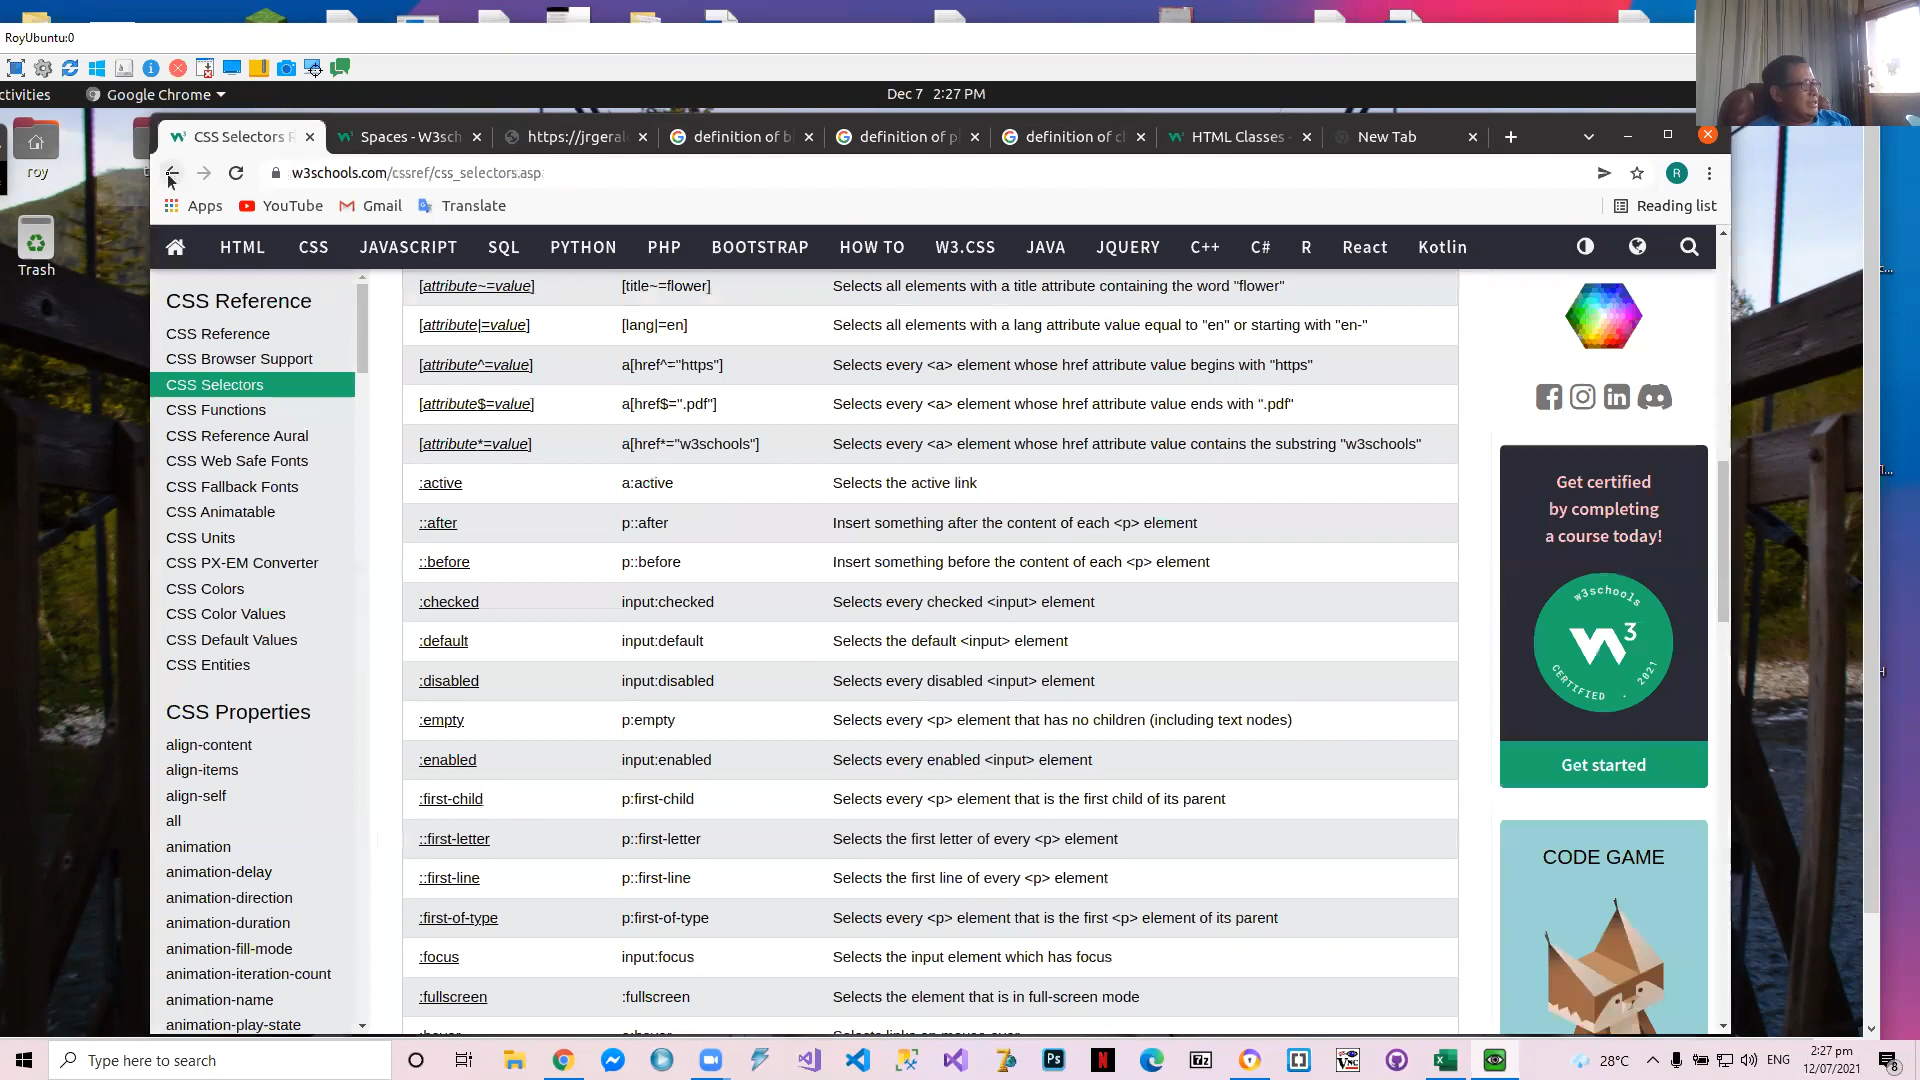 RoyUbuntu:0
ctivities
Google Chrome
Dec 7 2:27 PM
CSS Selectors R
Spaces - W3sch
https://jrgeral
definition of b
definition of p
definition of cl
HTML Classes -
New Tab
w3schools.com/cssref/css_selectors.asp
Apps
YouTube
Gmail
Translate
Reading list
roy
Trash
HTML CSS JAVASCRIPT SQL PYTHON PHP BOOTSTRAP HOW TO W3.CSS JAVA JQUERY C++ C# R React Kotlin
CSS Reference
CSS Reference
CSS Browser Support
CSS Selectors
CSS Functions
CSS Reference Aural
CSS Web Safe Fonts
CSS Fallback Fonts
CSS Animatable
CSS Units
CSS PX-EM Converter
CSS Colors
CSS Color Values
CSS Default Values
CSS Entities
CSS Properties
align-content
align-items
align-self
all
animation
animation-delay
animation-direction
animation-duration
animation-fill-mode
animation-iteration-count
animation-name
animation-play-state
[attribute~=value] [title~=flower] Selects all elements with a title attribute containing the word "flower"
[attribute|=value] [lang|=en] Selects all elements with a lang attribute value equal to "en" or starting with "en-"
[attribute^=value] a[href^="https"] Selects every <a> element whose href attribute value begins with "https"
[attribute$=value] a[href$=".pdf"] Selects every <a> element whose href attribute value ends with ".pdf"
[attribute*=value] a[href*="w3schools"] Selects every <a> element whose href attribute value contains the substring "w3schools"
:active a:active Selects the active link
::after p::after Insert something after the content of each <p> element
::before p::before Insert something before the content of each <p> element
:checked input:checked Selects every checked <input> element
:default input:default Selects the default <input> element
:disabled input:disabled Selects every disabled <input> element
:empty p:empty Selects every <p> element that has no children (including text nodes)
:enabled input:enabled Selects every enabled <input> element
:first-child p:first-child Selects every <p> element that is the first child of its parent
::first-letter p::first-letter Selects the first letter of every <p> element
::first-line p::first-line Selects the first line of every <p> element
:first-of-type p:first-of-type Selects every <p> element that is the first <p> element of its parent
:focus input:focus Selects the input element which has focus
:fullscreen :fullscreen Selects the element that is in full-screen mode
Get certified
by completing
a course today!
w3schools
W3
CERTIFIED · 2021
Get started
CODE GAME
Type here to search
28°C
ENG
2:27 pm
12/07/2021
8